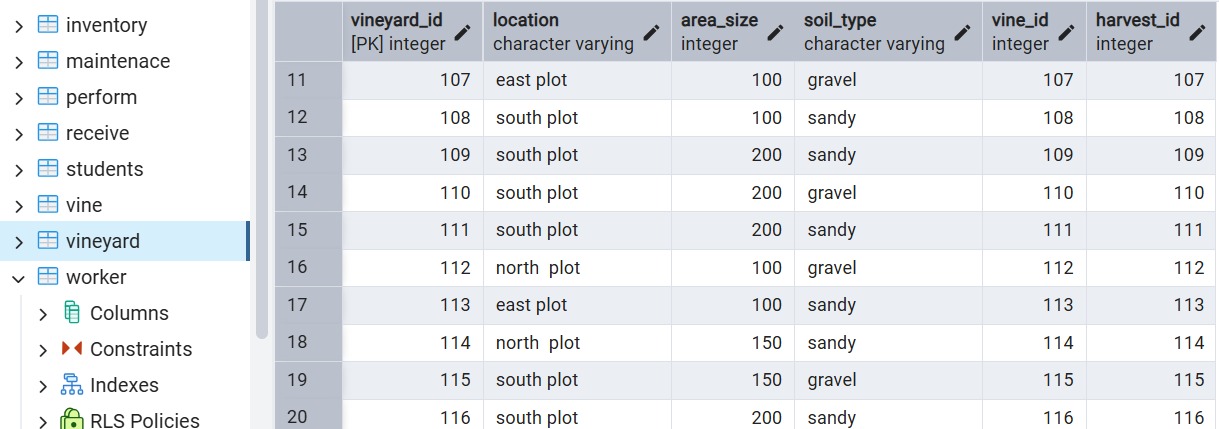 inventory
maintenace
perform
receive
students
vine
vineyard
worker
Columns
Constraints
Indexes
RLS Policies
vineyard_id location area_size soil_type vine_id harvest_id
[PK] integer character varying integer character varying integer integer
11 107 east plot 100 gravel 107 107
12 108 south plot 100 sandy 108 108
13 109 south plot 200 sandy 109 109
14 110 south plot 200 gravel 110 110
15 111 south plot 200 sandy 111 111
16 112 north  plot 100 gravel 112 112
17 113 east plot 100 sandy 113 113
18 114 north  plot 150 sandy 114 114
19 115 south plot 150 gravel 115 115
20 116 south plot 200 sandy 116 116